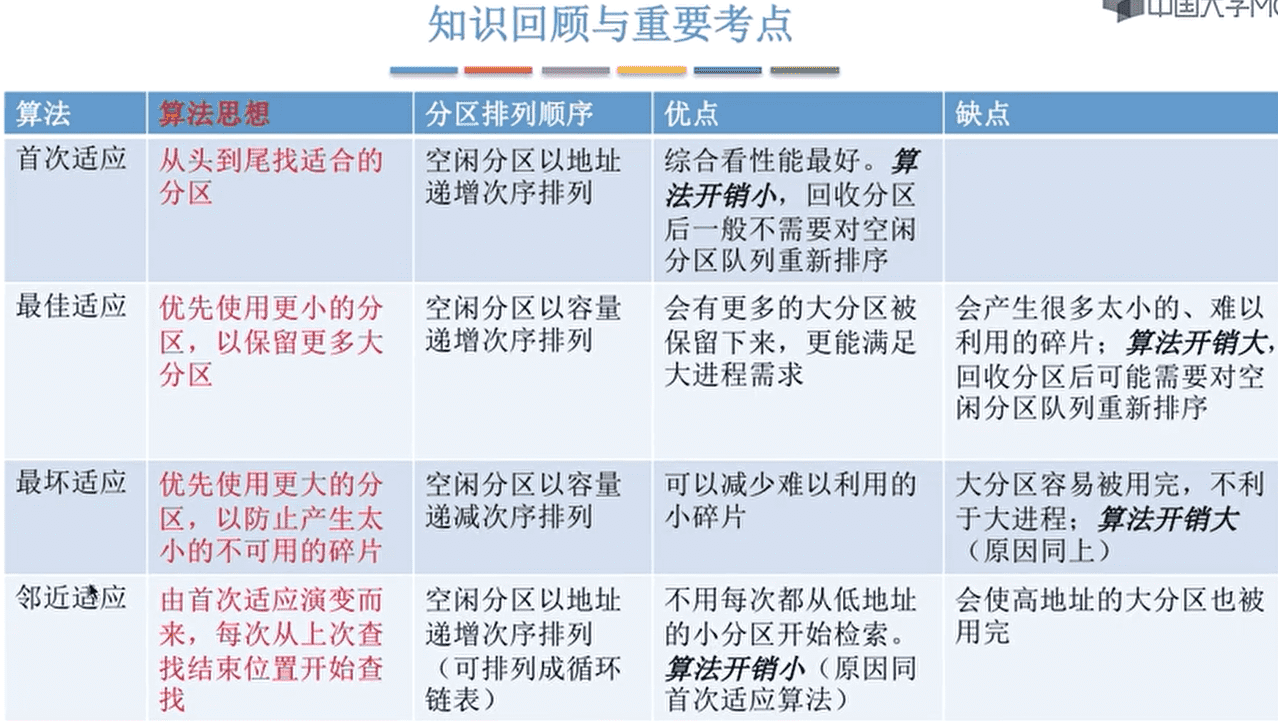 知识回顾与重要考点
中国大学MO
算法
算法思想
分区排列顺序
优点
缺点
首次适应
从头到尾找适合的
分区
空闲分区以地址
递增次序排列
综合看性能最好。算
法开销小，回收分区
后一般不需要对空闲
分区队列重新排序
最佳适应
优先使用更小的分
区，以保留更多大
分区
空闲分区以容量
递增次序排列
会有更多的大分区被
保留下来，更能满足
大进程需求
会产生很多太小的、难以
利用的碎片；算法开销大，
回收分区后可能需要对空
闲分区队列重新排序
最坏适应
优先使用更大的分
区，以防止产生太
小的不可用的碎片
空闲分区以容量
递减次序排列
可以减少难以利用的
小碎片
大分区容易被用完，不利
于大进程；算法开销大
（原因同上）
邻近适应
由首次适应演变而
来，每次从上次查
找结束位置开始查
找
空闲分区以地址
递增次序排列
（可排列成循环
链表）
不用每次都从低地址
的小分区开始检索。
算法开销小（原因同
首次适应算法）
会使高地址的大分区也被
用完